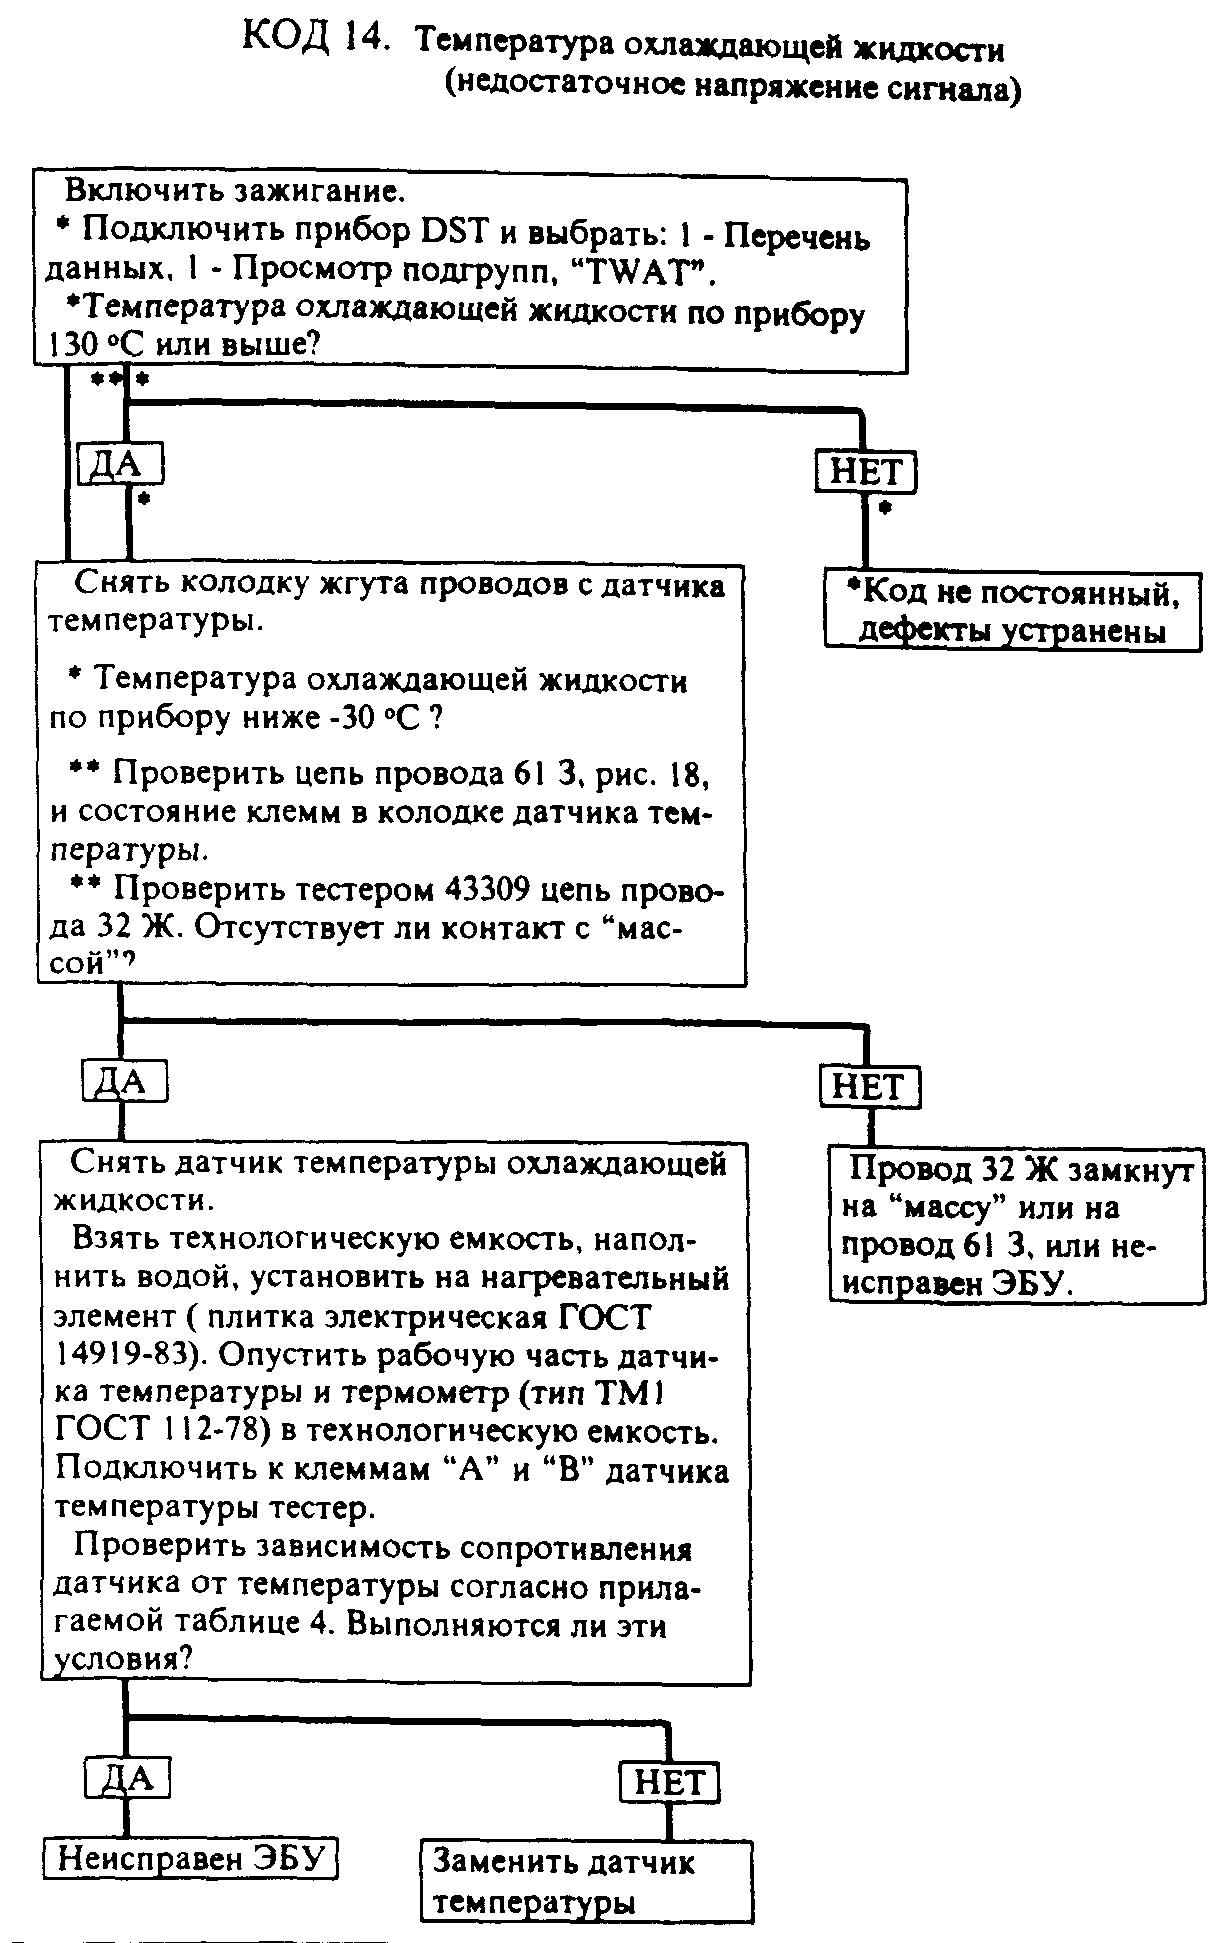 КОД 14. Температура охлаждающей жидкости
(недостаточное напряжение сигнала)
Включить зажигание.
* Подключить прибор DST и выбрать: 1 - Перечень
данных, 1 - Просмотр подгрупп, “TWAT”.
*Температура охлаждающей жидкости по прибору
130 °С или выше?
** *
ДА
НЕТ
*
*
Снять колодку жгута проводов с датчика
температуры.
* Температура охлаждающей жидкости
по прибору ниже -30 °С ?
** Проверить цепь провода 61 З, рис. 18,
и состояние клемм в колодке датчика тем-
пературы.
** Проверить тестером 43309 цепь прово-
да 32 Ж. Отсутствует ли контакт с “мас-
сой”?
*Код не постоянный,
дефекты устранены
ДА
НЕТ
Снять датчик температуры охлаждающей
жидкости.
Взять технологическую емкость, напол-
нить водой, установить на нагревательный
элемент ( плитка электрическая ГОСТ
14919-83). Опустить рабочую часть датчи-
ка температуры и термометр (тип ТМ1
ГОСТ 112-78) в технологическую емкость.
Подключить к клеммам “А” и “В” датчика
температуры тестер.
Проверить зависимость сопротивления
датчика от температуры согласно прила-
гаемой таблице 4. Выполняются ли эти
условия?
Провод 32 Ж замкнут
на “массу” или на
провод 61 З, или не-
исправен ЭБУ.
ДА
НЕТ
Неисправен ЭБУ
Заменить датчик
температуры